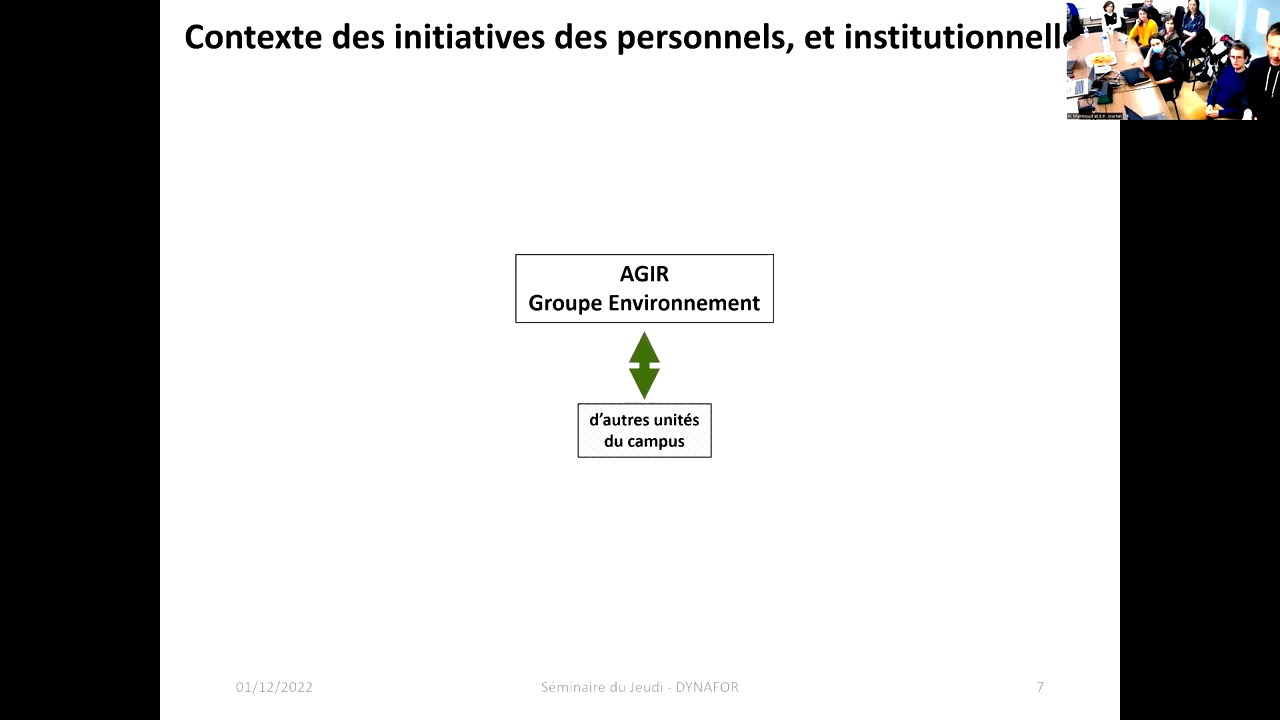 Contexte des initiatives des personnels, et institutionnell
AGIR
Groupe Environnement
d'autres unités
du campus
01/12/2022
Séminaire du Jeudi - DYNAFOR
7